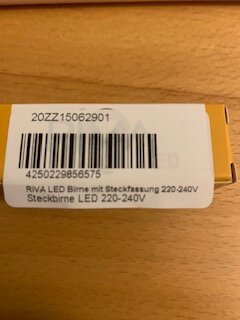 20ZZ15062901
4250229856575
RIVA LED Birne mit Steckfassung 220-240V
Steckbirne LED 220-240V